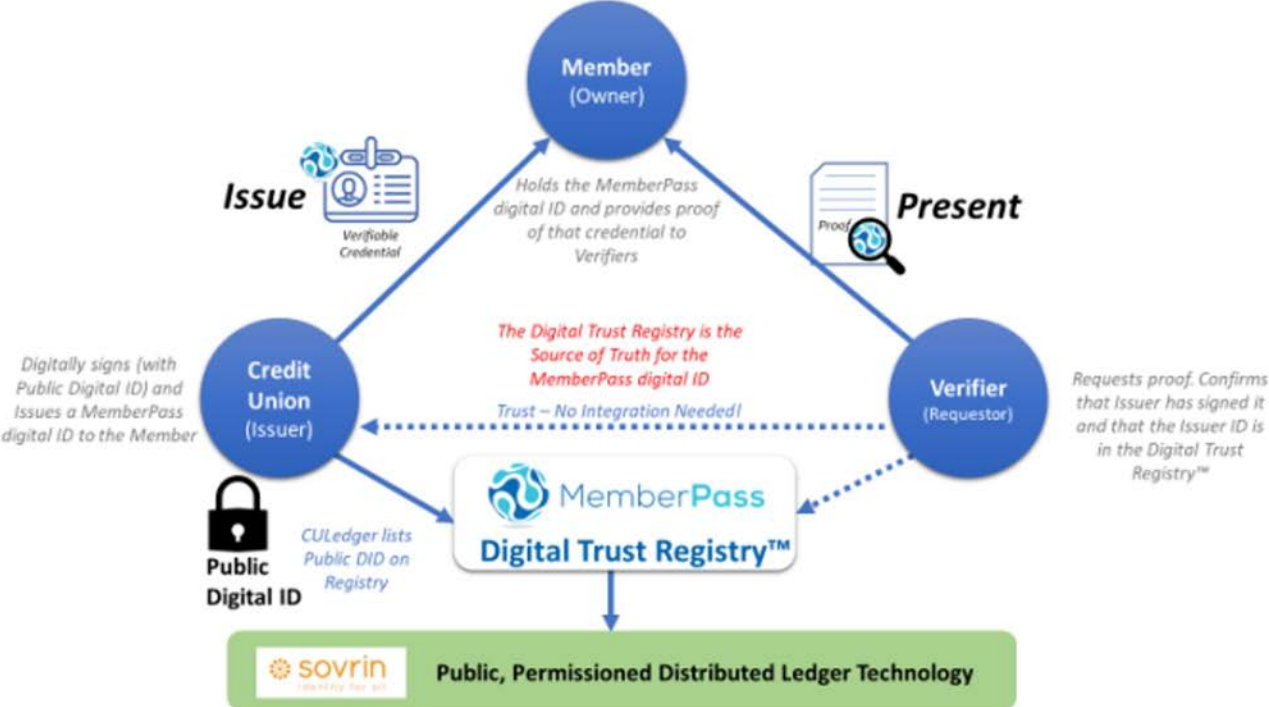 Member
(Owner)
Issue
Verifiable
Credential
Holds the MemberPass
digital ID and provides proof
of that credential to
Verifiers
Proof
Present
Digitally signs (with
Public Digital ID) and
Issues a MemberPass
digital ID to the Member
Credit
Union
(Issuer)
The Digital Trust Registry is the
Source of Truth for the
MemberPass digital ID
Trust – No Integration Needed!
Verifier
(Requestor)
Requests proof. Confirms
that Issuer has signed it
and that the Issuer ID is
in the Digital Trust
Registry™
Public
Digital ID
CULedger lists
Public DID on
Registry
MemberPass
Digital Trust Registry™
sovrin
identity for all
Public, Permissioned Distributed Ledger Technology